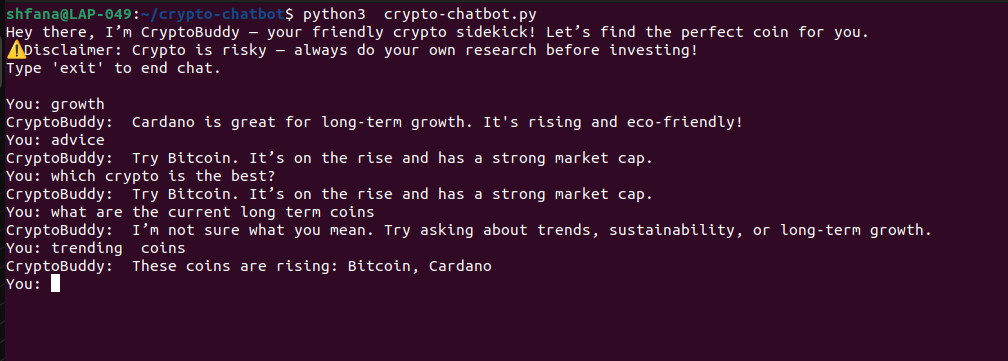 shfana@LAP-049:~/crypto-chatbot$ python3  crypto-chatbot.py
Hey there, I’m CryptoBuddy — your friendly crypto sidekick! Let’s find the perfect coin for you.
⚠️Disclaimer: Crypto is risky — always do your own research before investing!
Type 'exit' to end chat.

You: growth
CryptoBuddy:  Cardano is great for long-term growth. It's rising and eco-friendly!
You: advice
CryptoBuddy:  Try Bitcoin. It’s on the rise and has a strong market cap.
You: which crypto is the best?
CryptoBuddy:  Try Bitcoin. It’s on the rise and has a strong market cap.
You: what are the current long term coins
CryptoBuddy:  I’m not sure what you mean. Try asking about trends, sustainability, or long-term growth.
You: trending  coins
CryptoBuddy:  These coins are rising: Bitcoin, Cardano
You: